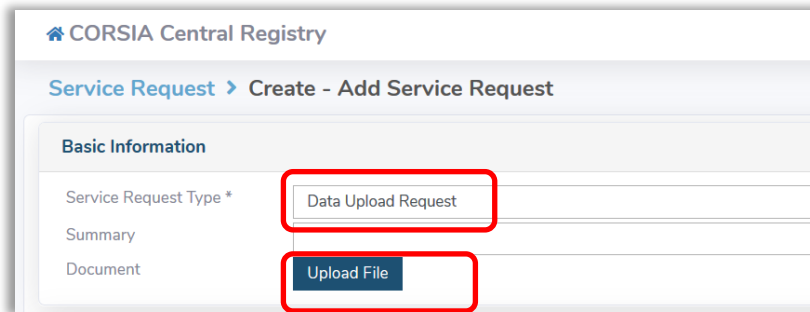 CORSIA Central Registry
Service Request > Create - Add Service Request
Basic Information
Service Request Type * Data Upload Request
Summary
Document Upload File